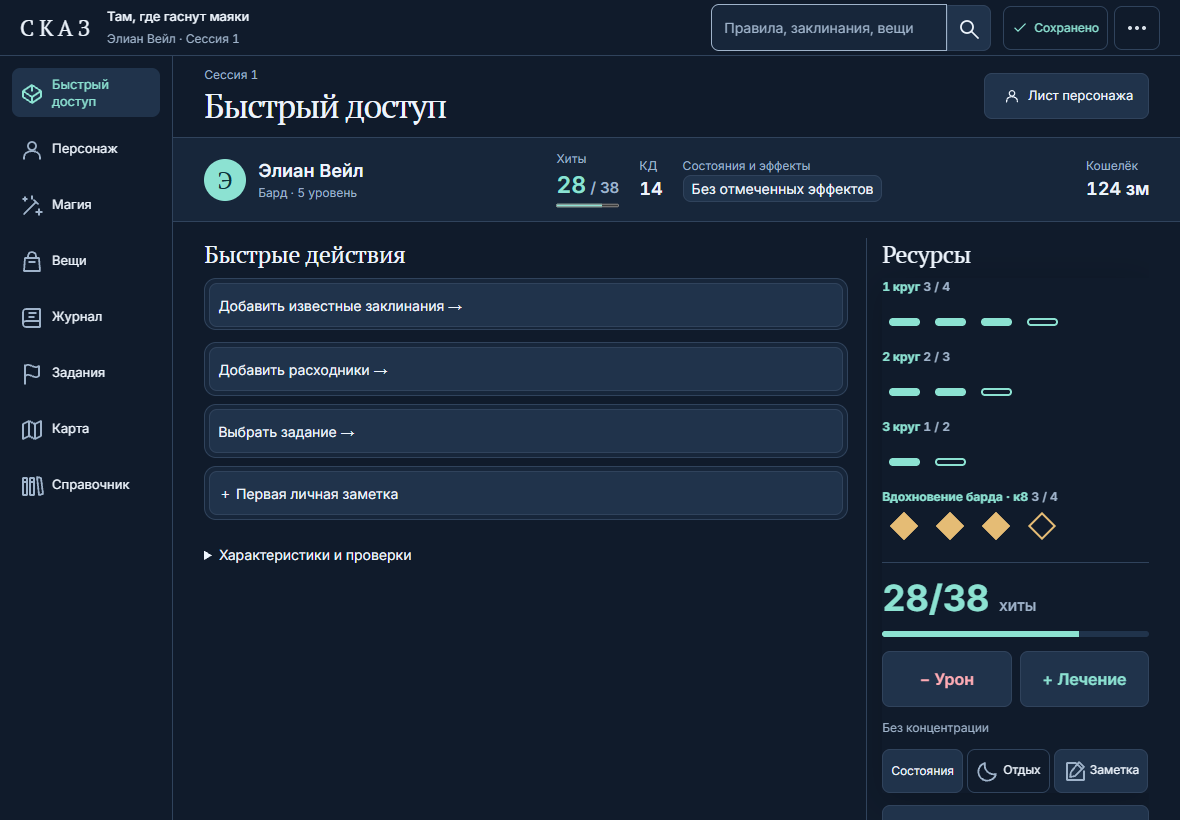 СКАЗ
Там, где гаснут маяки
Элиан Вейл · Сессия 1
Правила, заклинания, вещи
Сохранено
Быстрый
доступ
Персонаж
Магия
Вещи
Журнал
Задания
Карта
Справочник
Сессия 1
Быстрый доступ
Лист персонажа
Э
Элиан Вейл
Бард · 5 уровень
Хиты
28 / 38
КД
14
Состояния и эффекты
Без отмеченных эффектов
Кошелёк
124 зм
Быстрые действия
Добавить известные заклинания →
Добавить расходники →
Выбрать задание →
+ Первая личная заметка
Характеристики и проверки
Ресурсы
1 круг 3 / 4
2 круг 2 / 3
3 круг 1 / 2
Вдохновение барда · к8 3 / 4
28/38 хиты
− Урон
+ Лечение
Без концентрации
Состояния
Отдых
Заметка